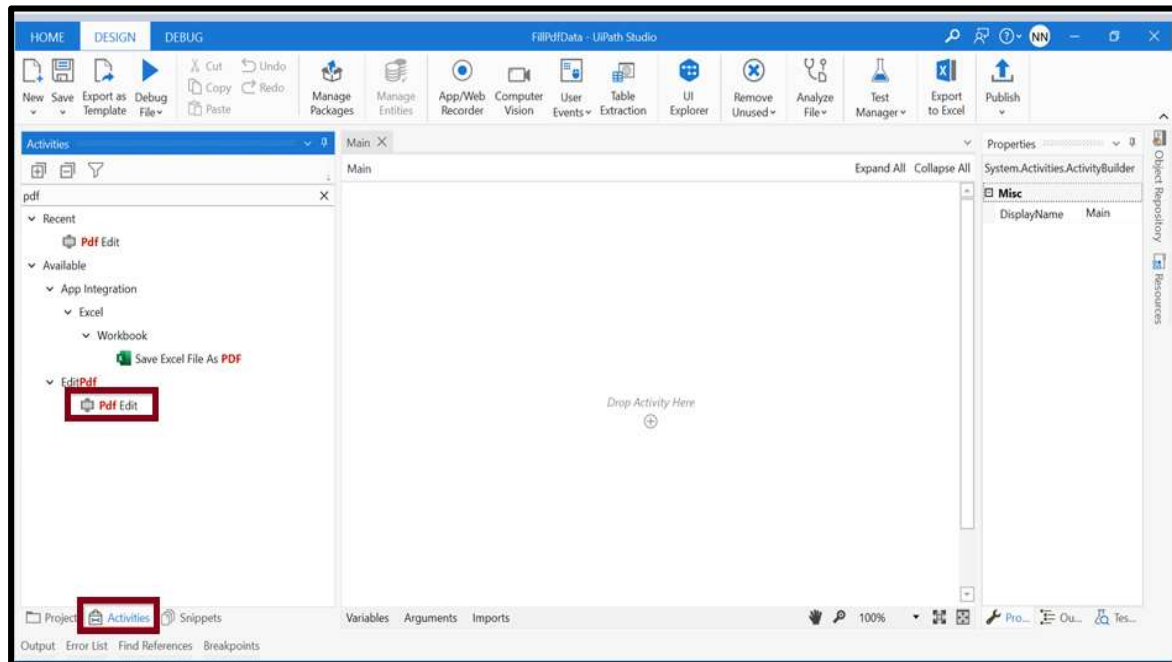 HOME DESIGN DEBUG FillPdfData - UiPath Studio NN
New Save Export as Template Debug File Cut Copy Paste Undo Redo Manage Packages Manage Entities App/Web Recorder Computer Vision User Events Table Extraction UI Explorer Remove Unused Analyze File Test Manager Export to Excel Publish
Activities
pdf
Recent
Pdf Edit
Available
App Integration
Excel
Workbook
Save Excel File As PDF
EditPdf
Pdf Edit
Project Activities Snippets
Main
Main Expand All Collapse All
Drop Activity Here
Variables Arguments Imports 100%
Properties
System.Activities.ActivityBuilder
Misc
DisplayName Main
Pro... Ou... Tes...
Object Repository
Resources
Output Error List Find References Breakpoints